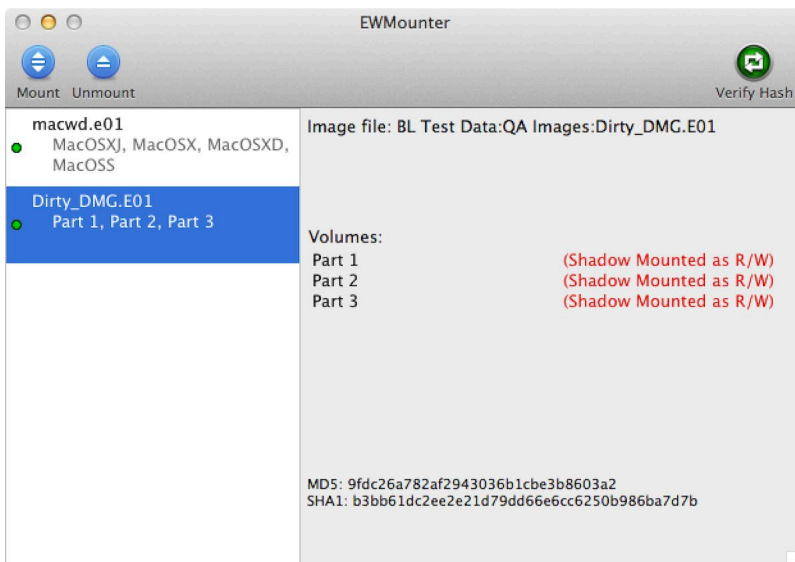 EWMounter
Mount Unmount
Verify Hash
macwd.e01
MacOSXJ, MacOSX, MacOSXD,
MacOSS
Dirty_DMG.E01
Part 1, Part 2, Part 3
Image file: BL Test Data:QA Images:Dirty_DMG.E01
Volumes:
Part 1 (Shadow Mounted as R/W)
Part 2 (Shadow Mounted as R/W)
Part 3 (Shadow Mounted as R/W)
MD5: 9fdc26a782af2943036b1cbe3b8603a2
SHA1: b3bb61dc2ee2e21d79dd66e6cc6250b986ba7d7b